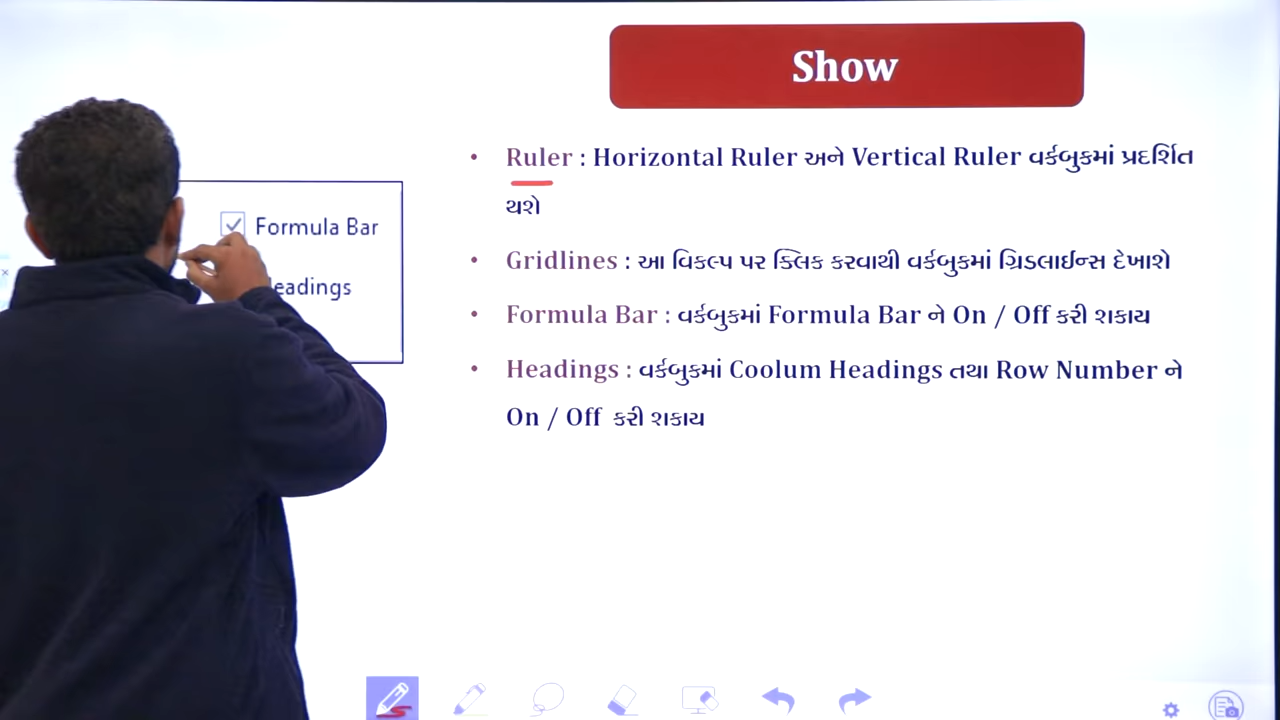 Show
• Ruler : Horizontal Ruler અને Vertical Ruler વર્કબુકમાં પ્રદર્શિત
થશે
Formula Bar
• Gridlines : આ વિકલ્પ પર ક્લિક કરવાથી વર્કબુકમાં ગ્રિડલાઈન્સ દેખાશે
eadings
• Formula Bar : વર્કબુકમાં Formula Bar ને On / Off કરી શકાય
• Headings : વર્કબુકમાં Coolum Headings તથા Row Number ને
On / Off કરી શકાય